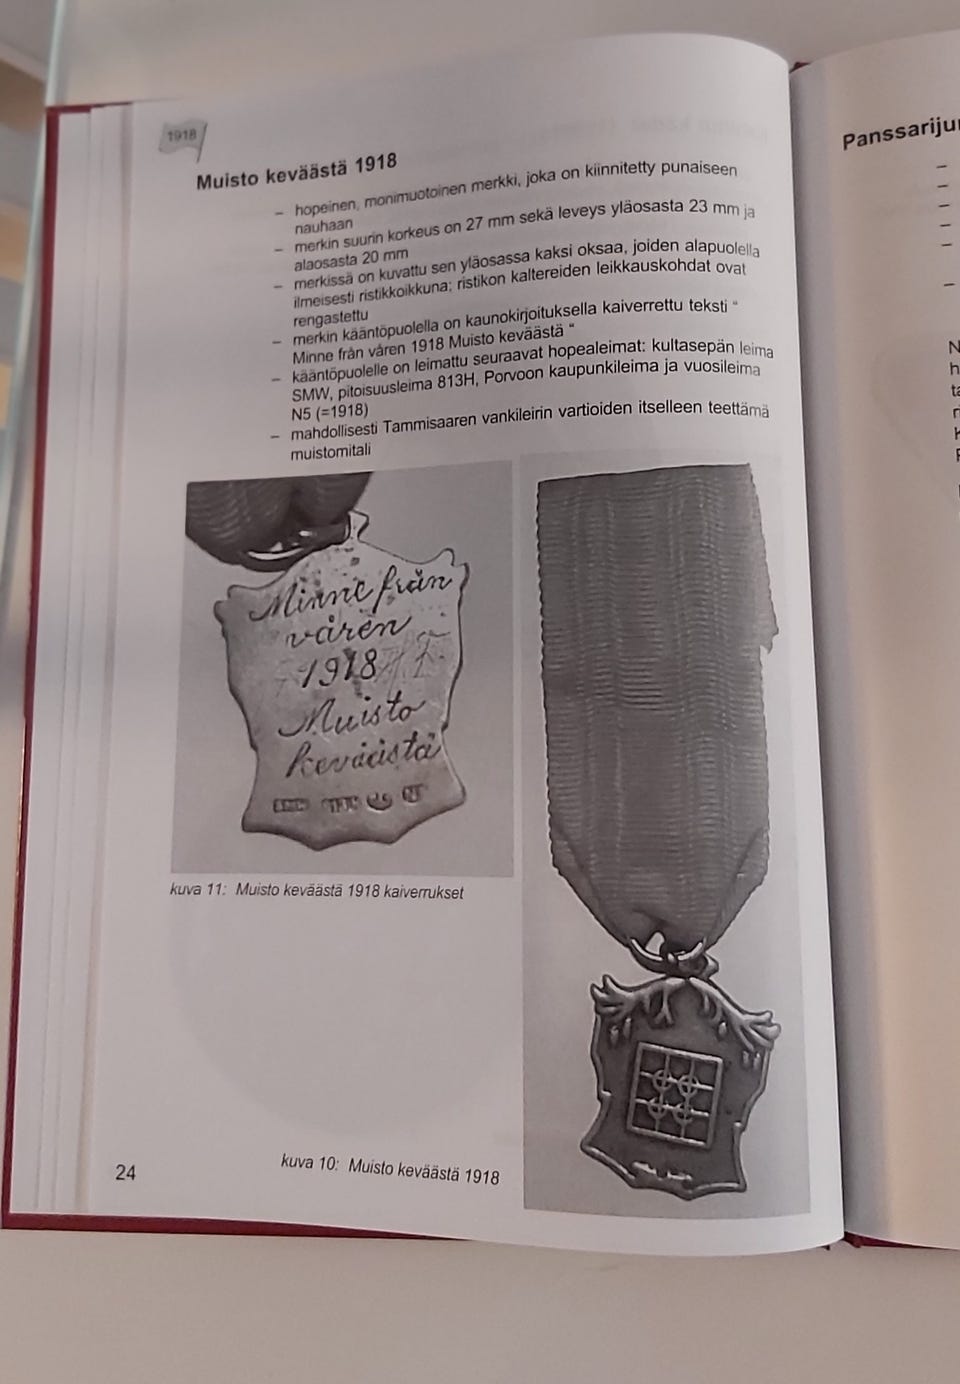 1918
Muisto keväästä 1918
– hopeinen, monimuotoinen merkki, joka on kiinnitetty punaiseen
nauhaan
– merkin suurin korkeus on 27 mm sekä leveys yläosasta 23 mm ja
alaosasta 20 mm
– merkissä on kuvattu sen yläosassa kaksi oksaa, joiden alapuolella
ilmeisesti ristikkoikkuna; ristikon kaltereiden leikkauskohdat ovat
rengastettu
– merkin kääntöpuolella on kaunokirjoituksella kaiverrettu teksti "
Minne från våren 1918 Muisto keväästä "
– kääntöpuolelle on leimattu seuraavat hopealeimat: kultasepän leima
SMW, pitoisuusleima 813H, Porvoon kaupunkileima ja vuosileima
N5 (=1918)
– mahdollisesti Tammisaaren vankileirin vartioiden itselleen teettämä
muistomitali
Minne från
våren
1918
Muisto
keväästä
kuva 11: Muisto keväästä 1918 kaiverrukset
kuva 10: Muisto keväästä 1918
24
Panssariju